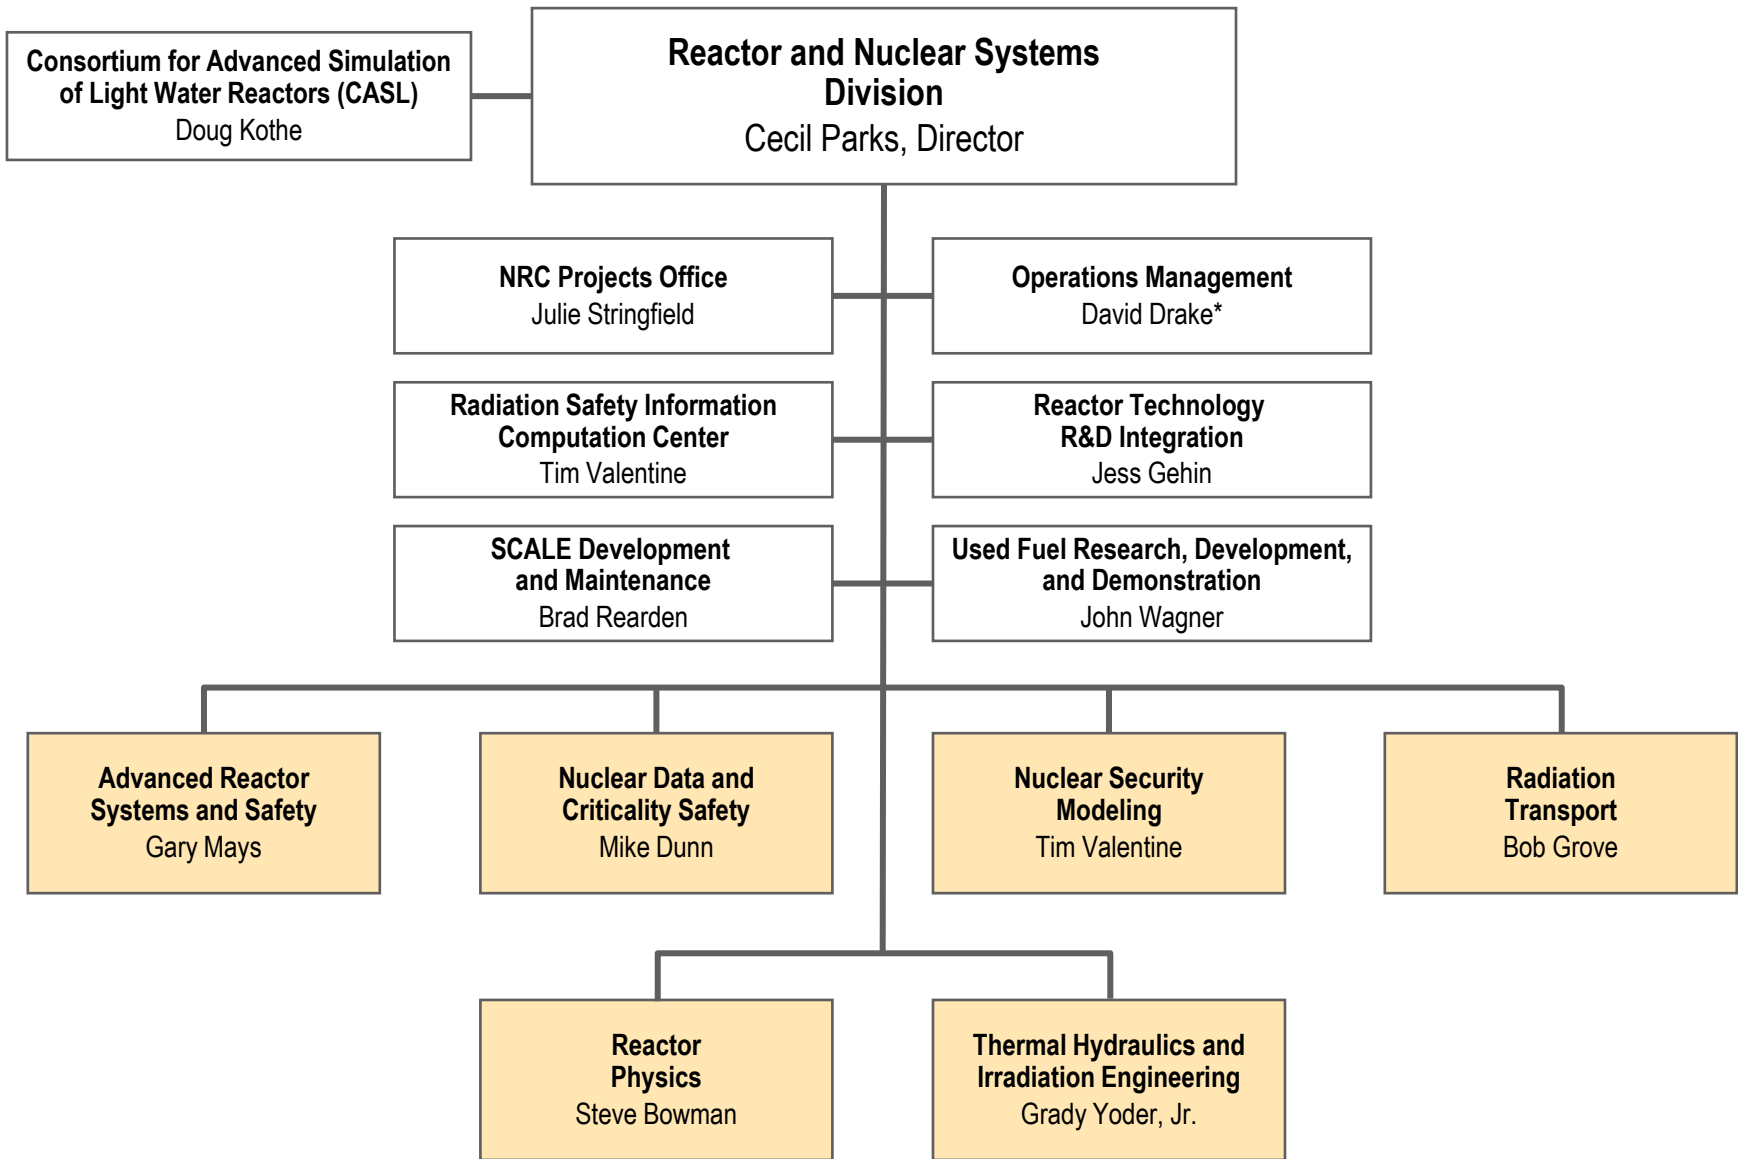 Consortium for Advanced Simulation
of Light Water Reactors (CASL)
Doug Kothe
Reactor and Nuclear Systems
Division
Cecil Parks, Director
NRC Projects Office
Julie Stringfield
Operations Management
David Drake*
Radiation Safety Information
Computation Center
Tim Valentine
Reactor Technology
R&D Integration
Jess Gehin
SCALE Development
and Maintenance
Brad Rearden
Used Fuel Research, Development,
and Demonstration
John Wagner
Advanced Reactor
Systems and Safety
Gary Mays
Nuclear Data and
Criticality Safety
Mike Dunn
Nuclear Security
Modeling
Tim Valentine
Radiation
Transport
Bob Grove
Reactor
Physics
Steve Bowman
Thermal Hydraulics and
Irradiation Engineering
Grady Yoder, Jr.